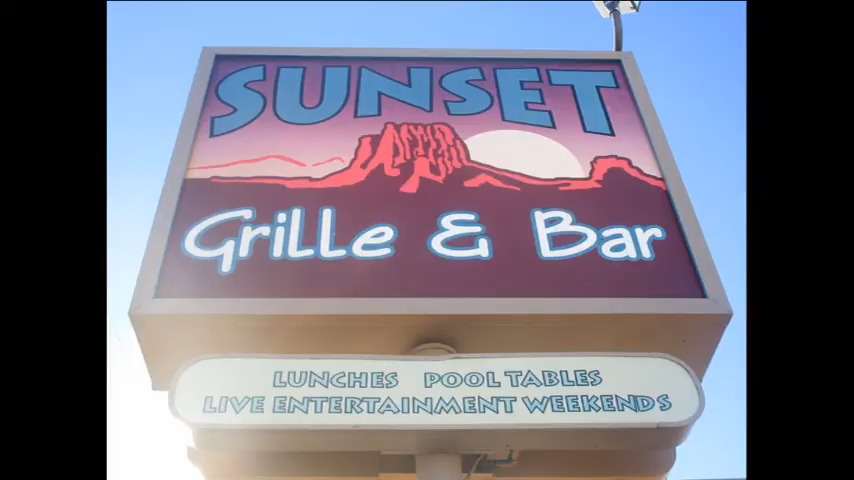 SUNSET
Grille & Bar
LUNCHES POOL TABLES
LIVE ENTERTAINMENT WEEKENDS